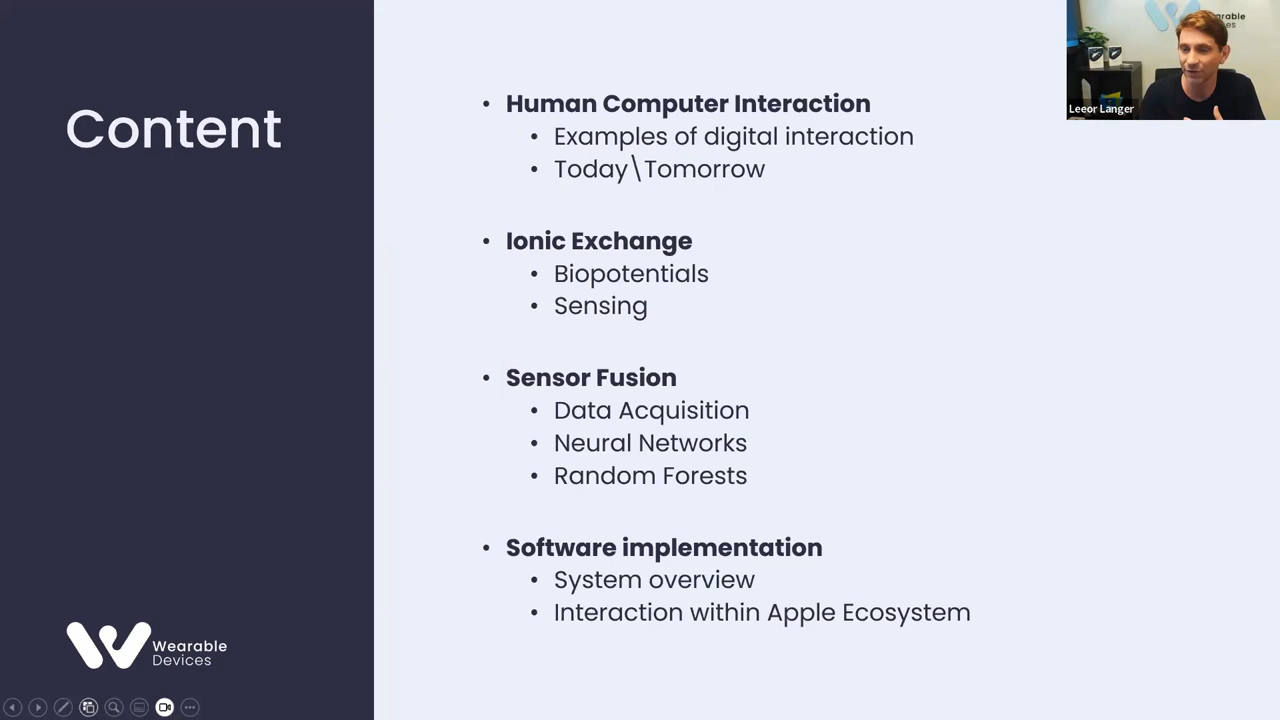 Content
• Human Computer Interaction
• Examples of digital interaction
• Today\Tomorrow
• Ionic Exchange
• Biopotentials
• Sensing
• Sensor Fusion
• Data Acquisition
• Neural Networks
• Random Forests
• Software implementation
• System overview
• Interaction within Apple Ecosystem
Wearable
Devices
Leeor Langer